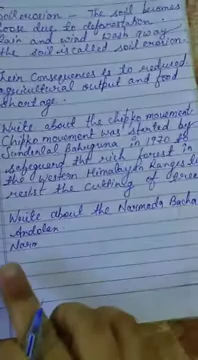 Soil erosion - The soil becomes
loose due to deforestation.
Rain and wind wash away
the soil is called soil erosion.
Their Consequences is to reduced
agricultural output and food
shortage.
Write about the chipko movement
Chipko movement was started by
Sunderlal Bahuguna in 1970 to
safeguard the rich forest in
the Western Himalayan Ranges
resist the cutting of
Write about the Narmada Bacha
Andolan
Narm